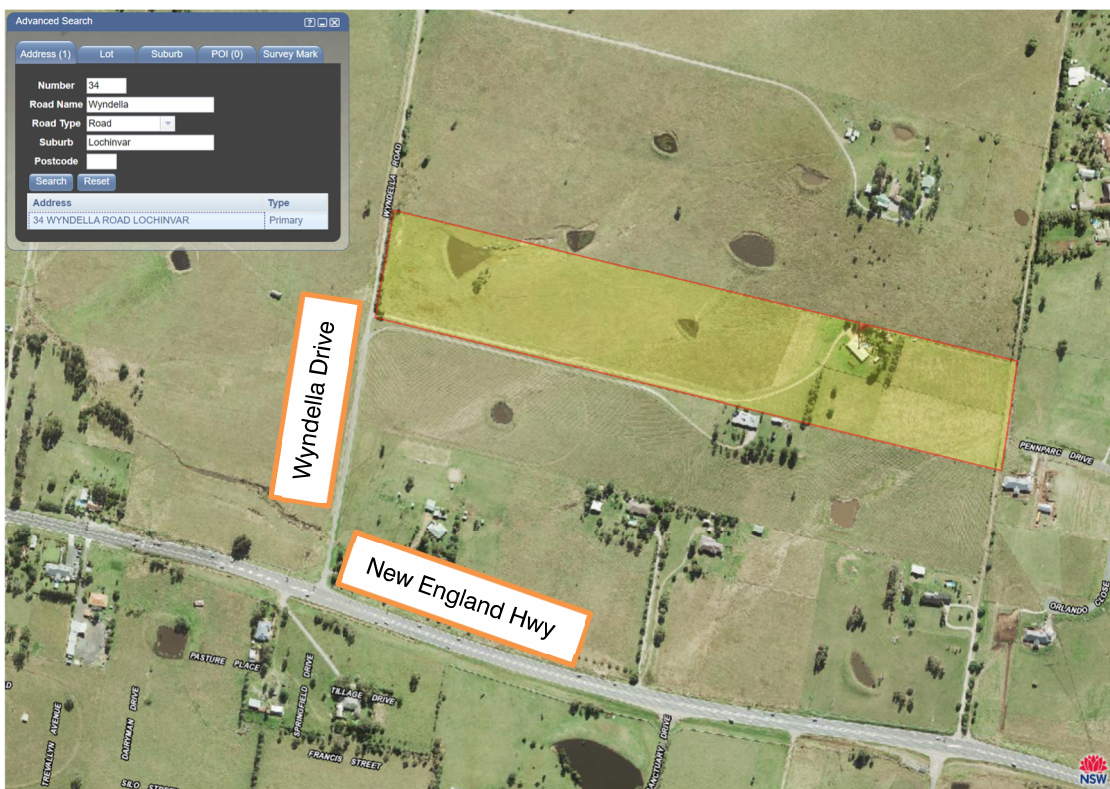 Advanced Search
Address (1) Lot Suburb POI (0) Survey Mark
Number 34
Road Name Wyndella
Road Type Road
Suburb Lochinvar
Postcode
Search Reset
Address Type
34 WYNDELLA ROAD LOCHINVAR Primary
WYNDELLA ROAD
Wyndella Drive
New England Hwy
PENNPARC DRIVE
ORLANDO CLOSE
PASTURE PLACE
SPRINGFIELD DRIVE
TILLAGE DRIVE
FRANCIS STREET
TREVALLYN AVENUE
DAIRYMAN DRIVE
SILO
ANCTUARY DRIVE
D
NSW